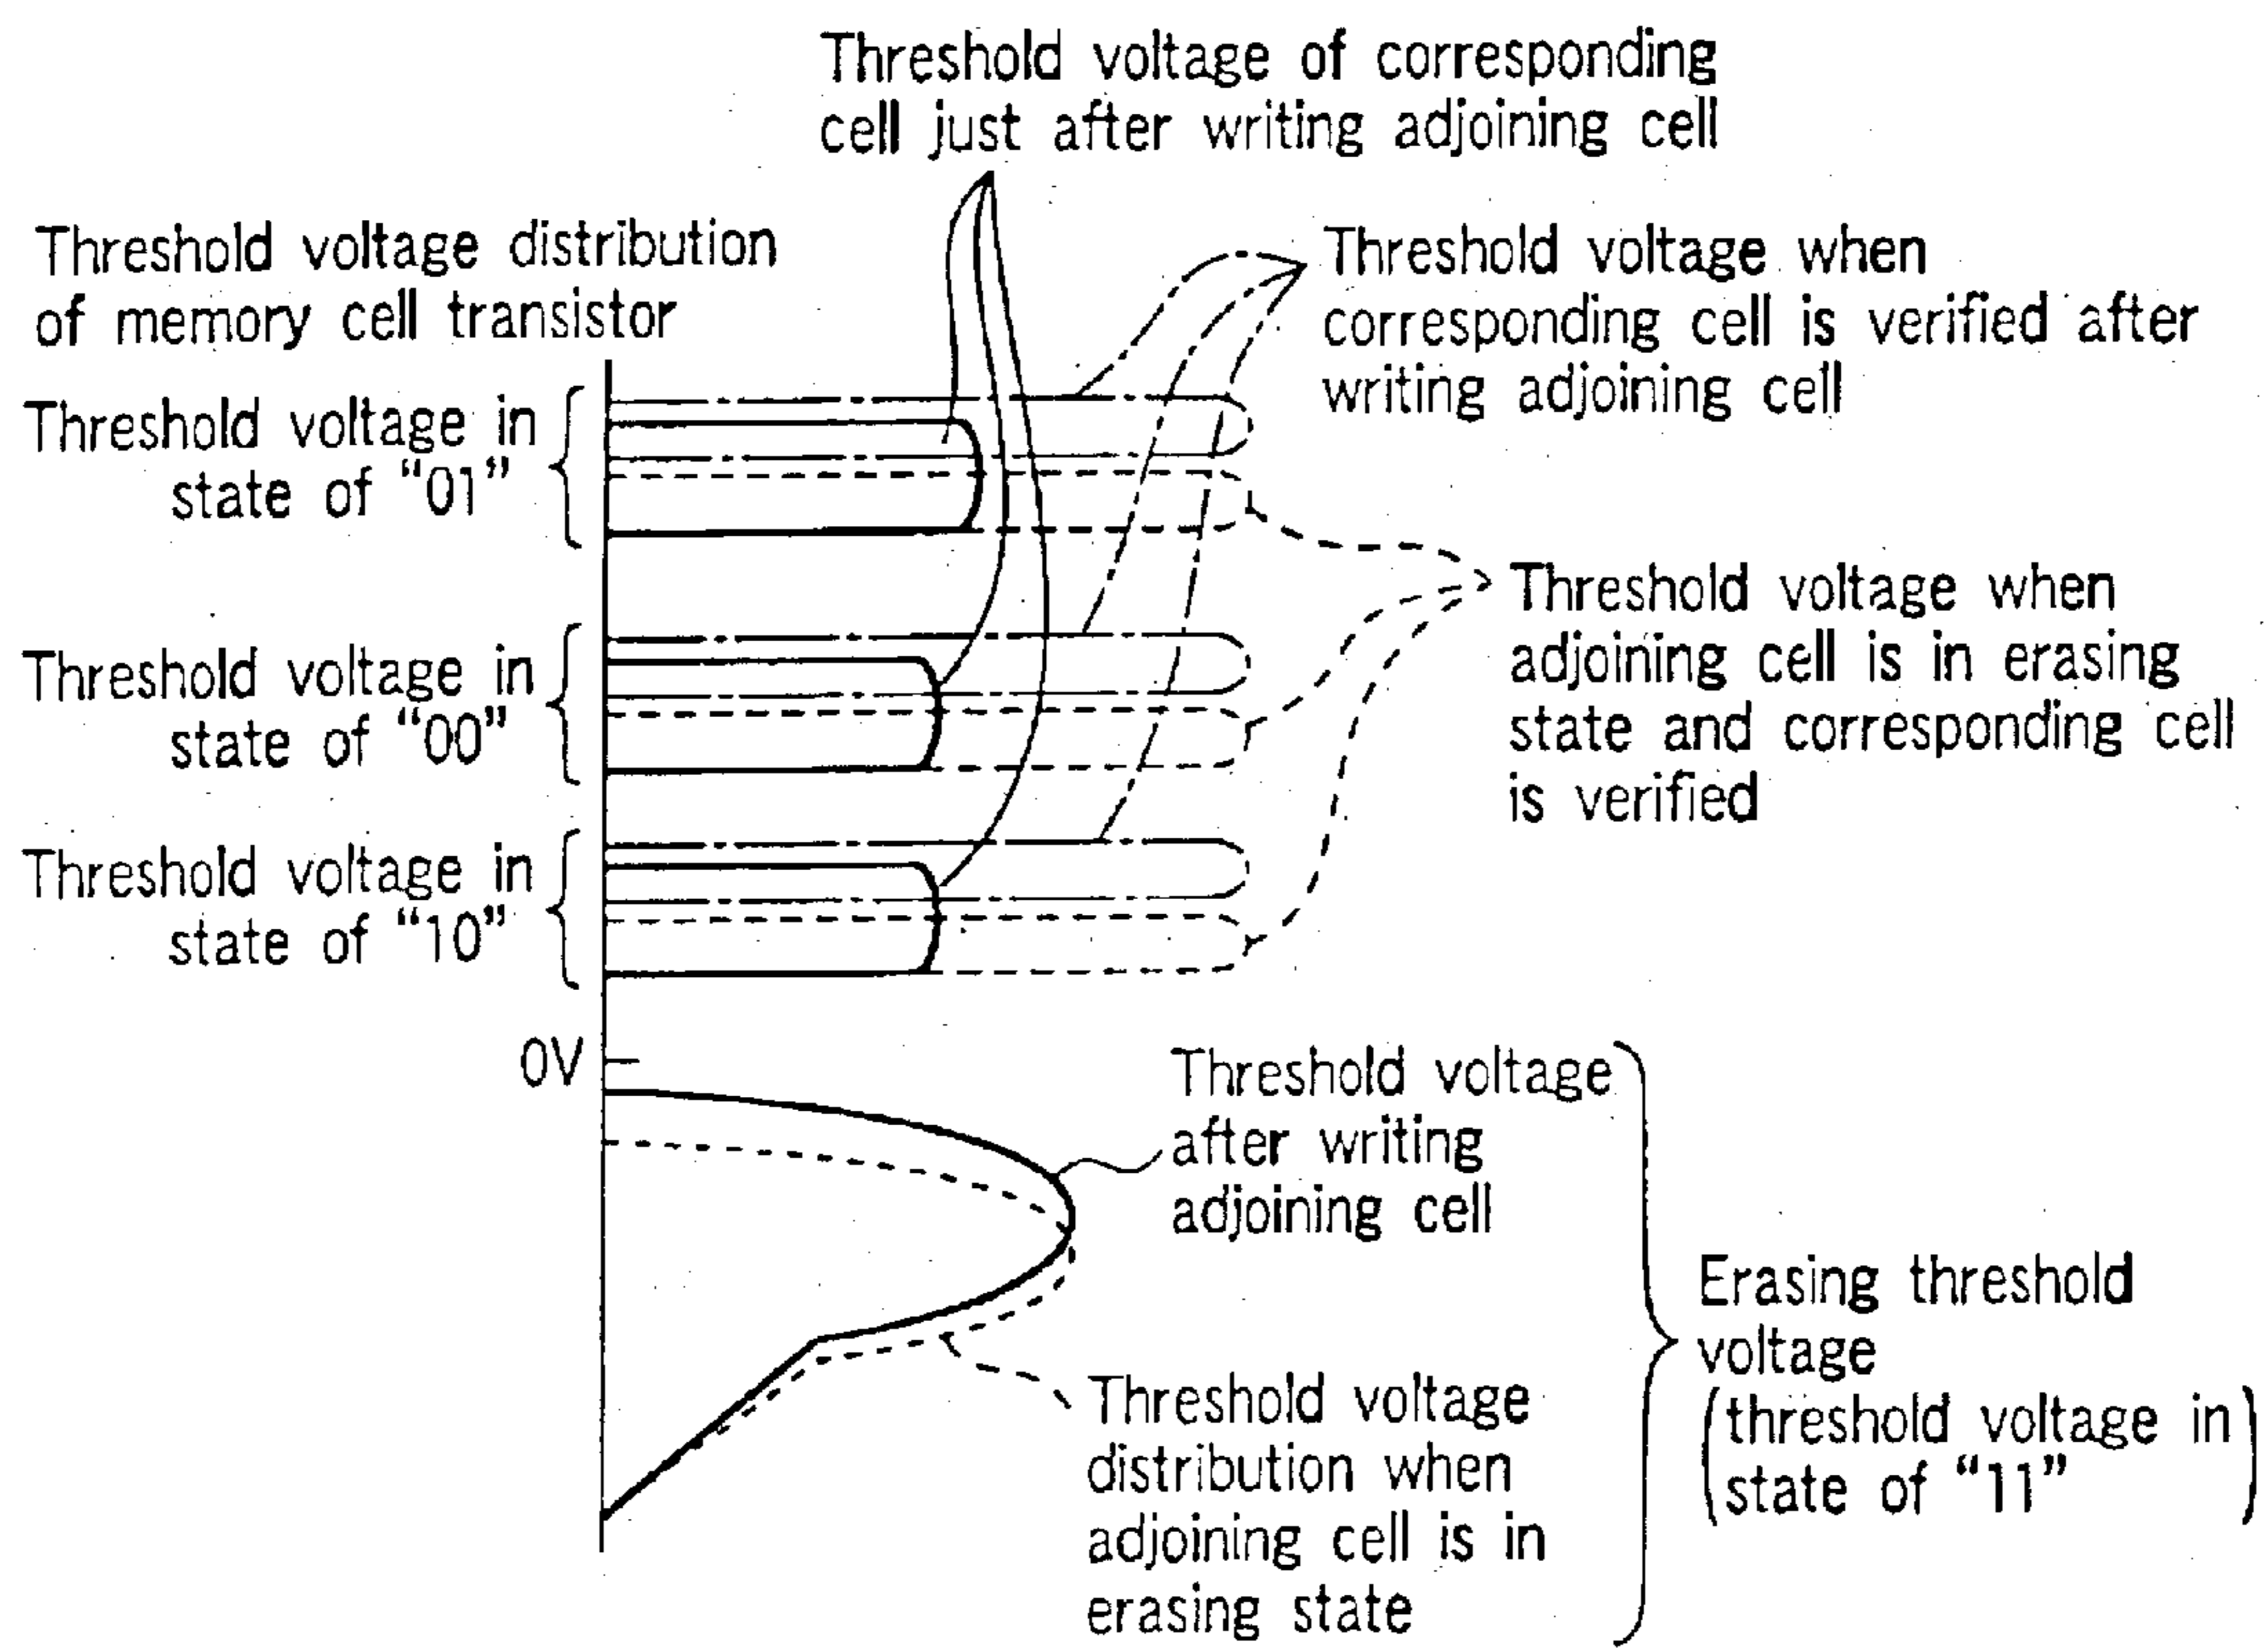 Threshold voltage of corresponding
cell just after writing adjoining cell
Threshold voltage distribution
of memory cell transistor
Threshold voltage when
corresponding cell is verified after
writing adjoining cell
Threshold voltage in
state of “01”
Threshold voltage when
adjoining cell is in erasing
state and corresponding cell
is verified
Threshold voltage in
state of “00”
Threshold voltage in
state of “10”
0V
Threshold voltage
after writing
adjoining cell
Erasing threshold
voltage
(threshold voltage in
state of “11”)
Threshold voltage
distribution when
adjoining cell is in
erasing state